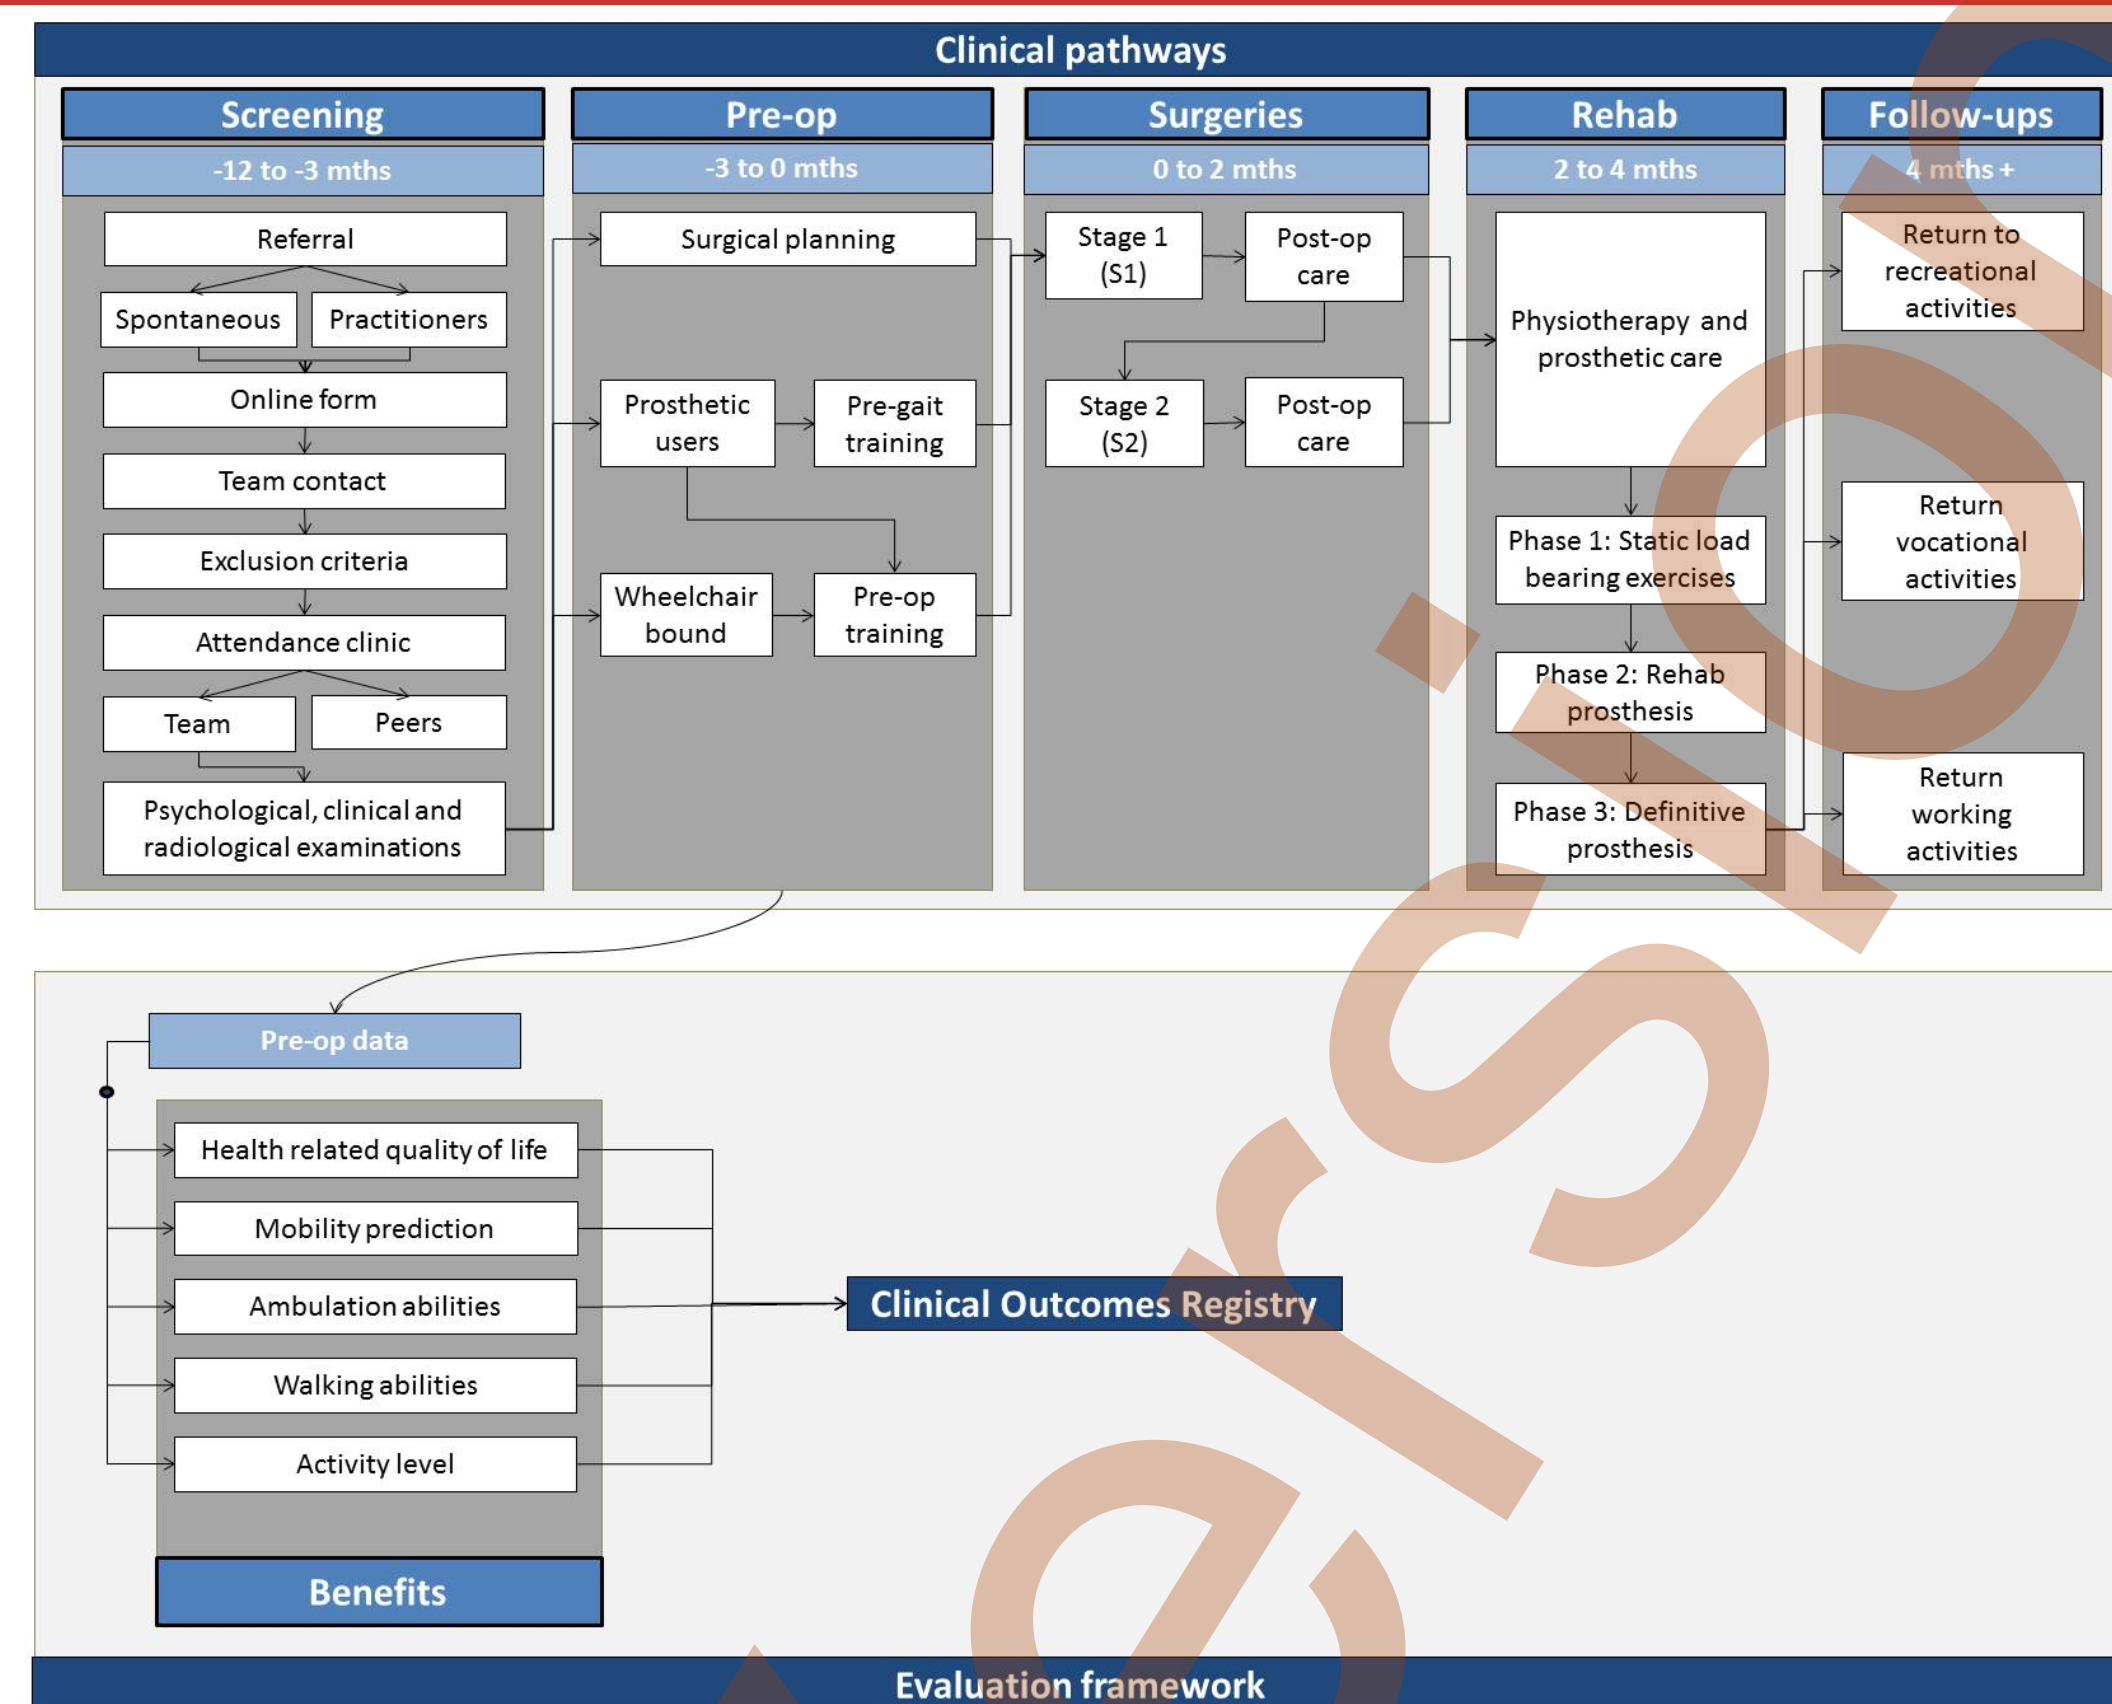 Clinical pathways
Screening
-12 to -3 mths
Referral
Spontaneous
Practitioners
Online form
Team contact
Exclusion criteria
Attendance clinic
Team
Peers
Psychological, clinical and
radiological examinations
Pre-op
-3 to 0 mths
Surgical planning
Prosthetic
users
Pre-gait
training
Wheelchair
bound
Pre-op
training
Surgeries
0 to 2 mths
Stage 1
(S1)
Post-op
care
Stage 2
(S2)
Post-op
care
Rehab
2 to 4 mths
Physiotherapy and
prosthetic care
Phase 1: Static load
bearing exercises
Phase 2: Rehab
prosthesis
Phase 3: Definitive
prosthesis
Follow-ups
4 mths +
Return to
recreational
activities
Return
vocational
activities
Return
working
activities
Pre-op data
Health related quality of life
Mobility prediction
Ambulation abilities
Walking abilities
Activity level
Benefits
Clinical Outcomes Registry
Evaluation framework